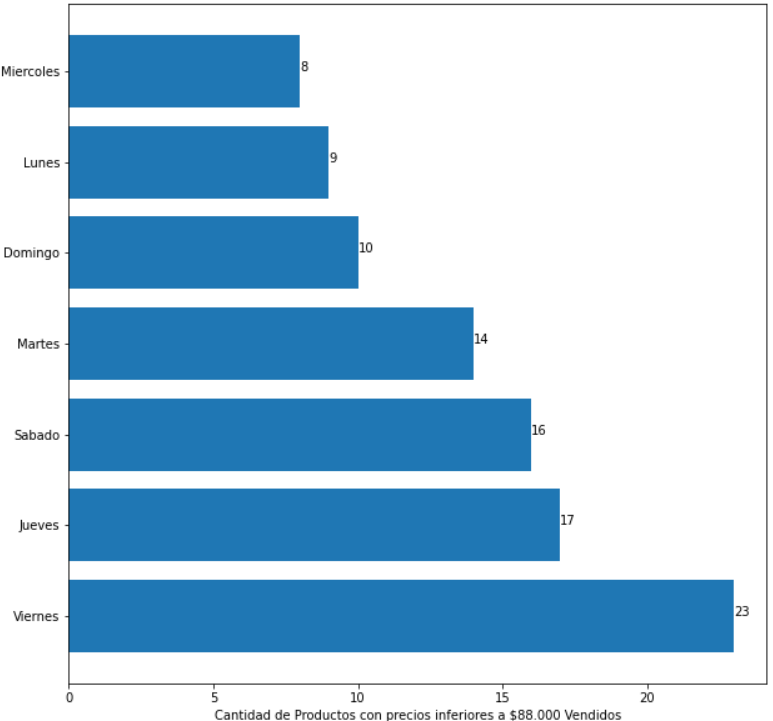 Miercoles 8
Lunes 9
Domingo 10
Martes 14
Sabado 16
Jueves 17
Viernes 23
0 5 10 15 20
Cantidad de Productos con precios inferiores a $88.000 Vendidos